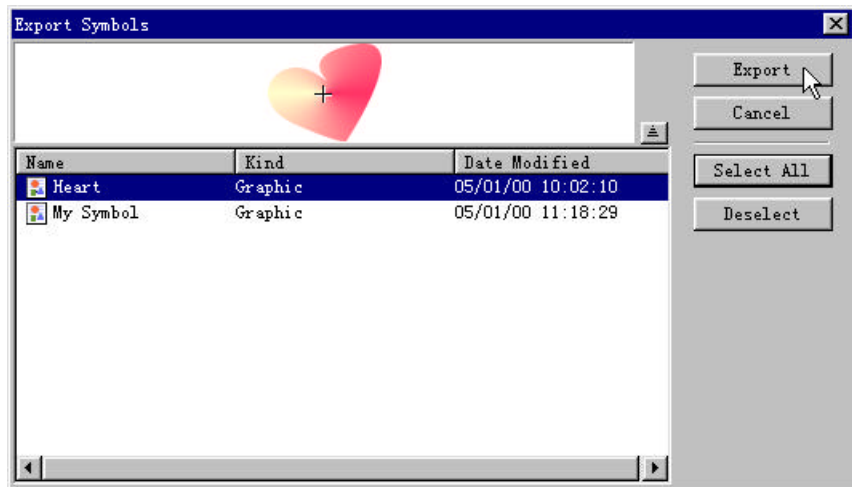 Export Symbols
Export
Cancel
Select All
Deselect
Name Kind Date Modified
Heart Graphic 05/01/00 10:02:10
My Symbol Graphic 05/01/00 11:18:29